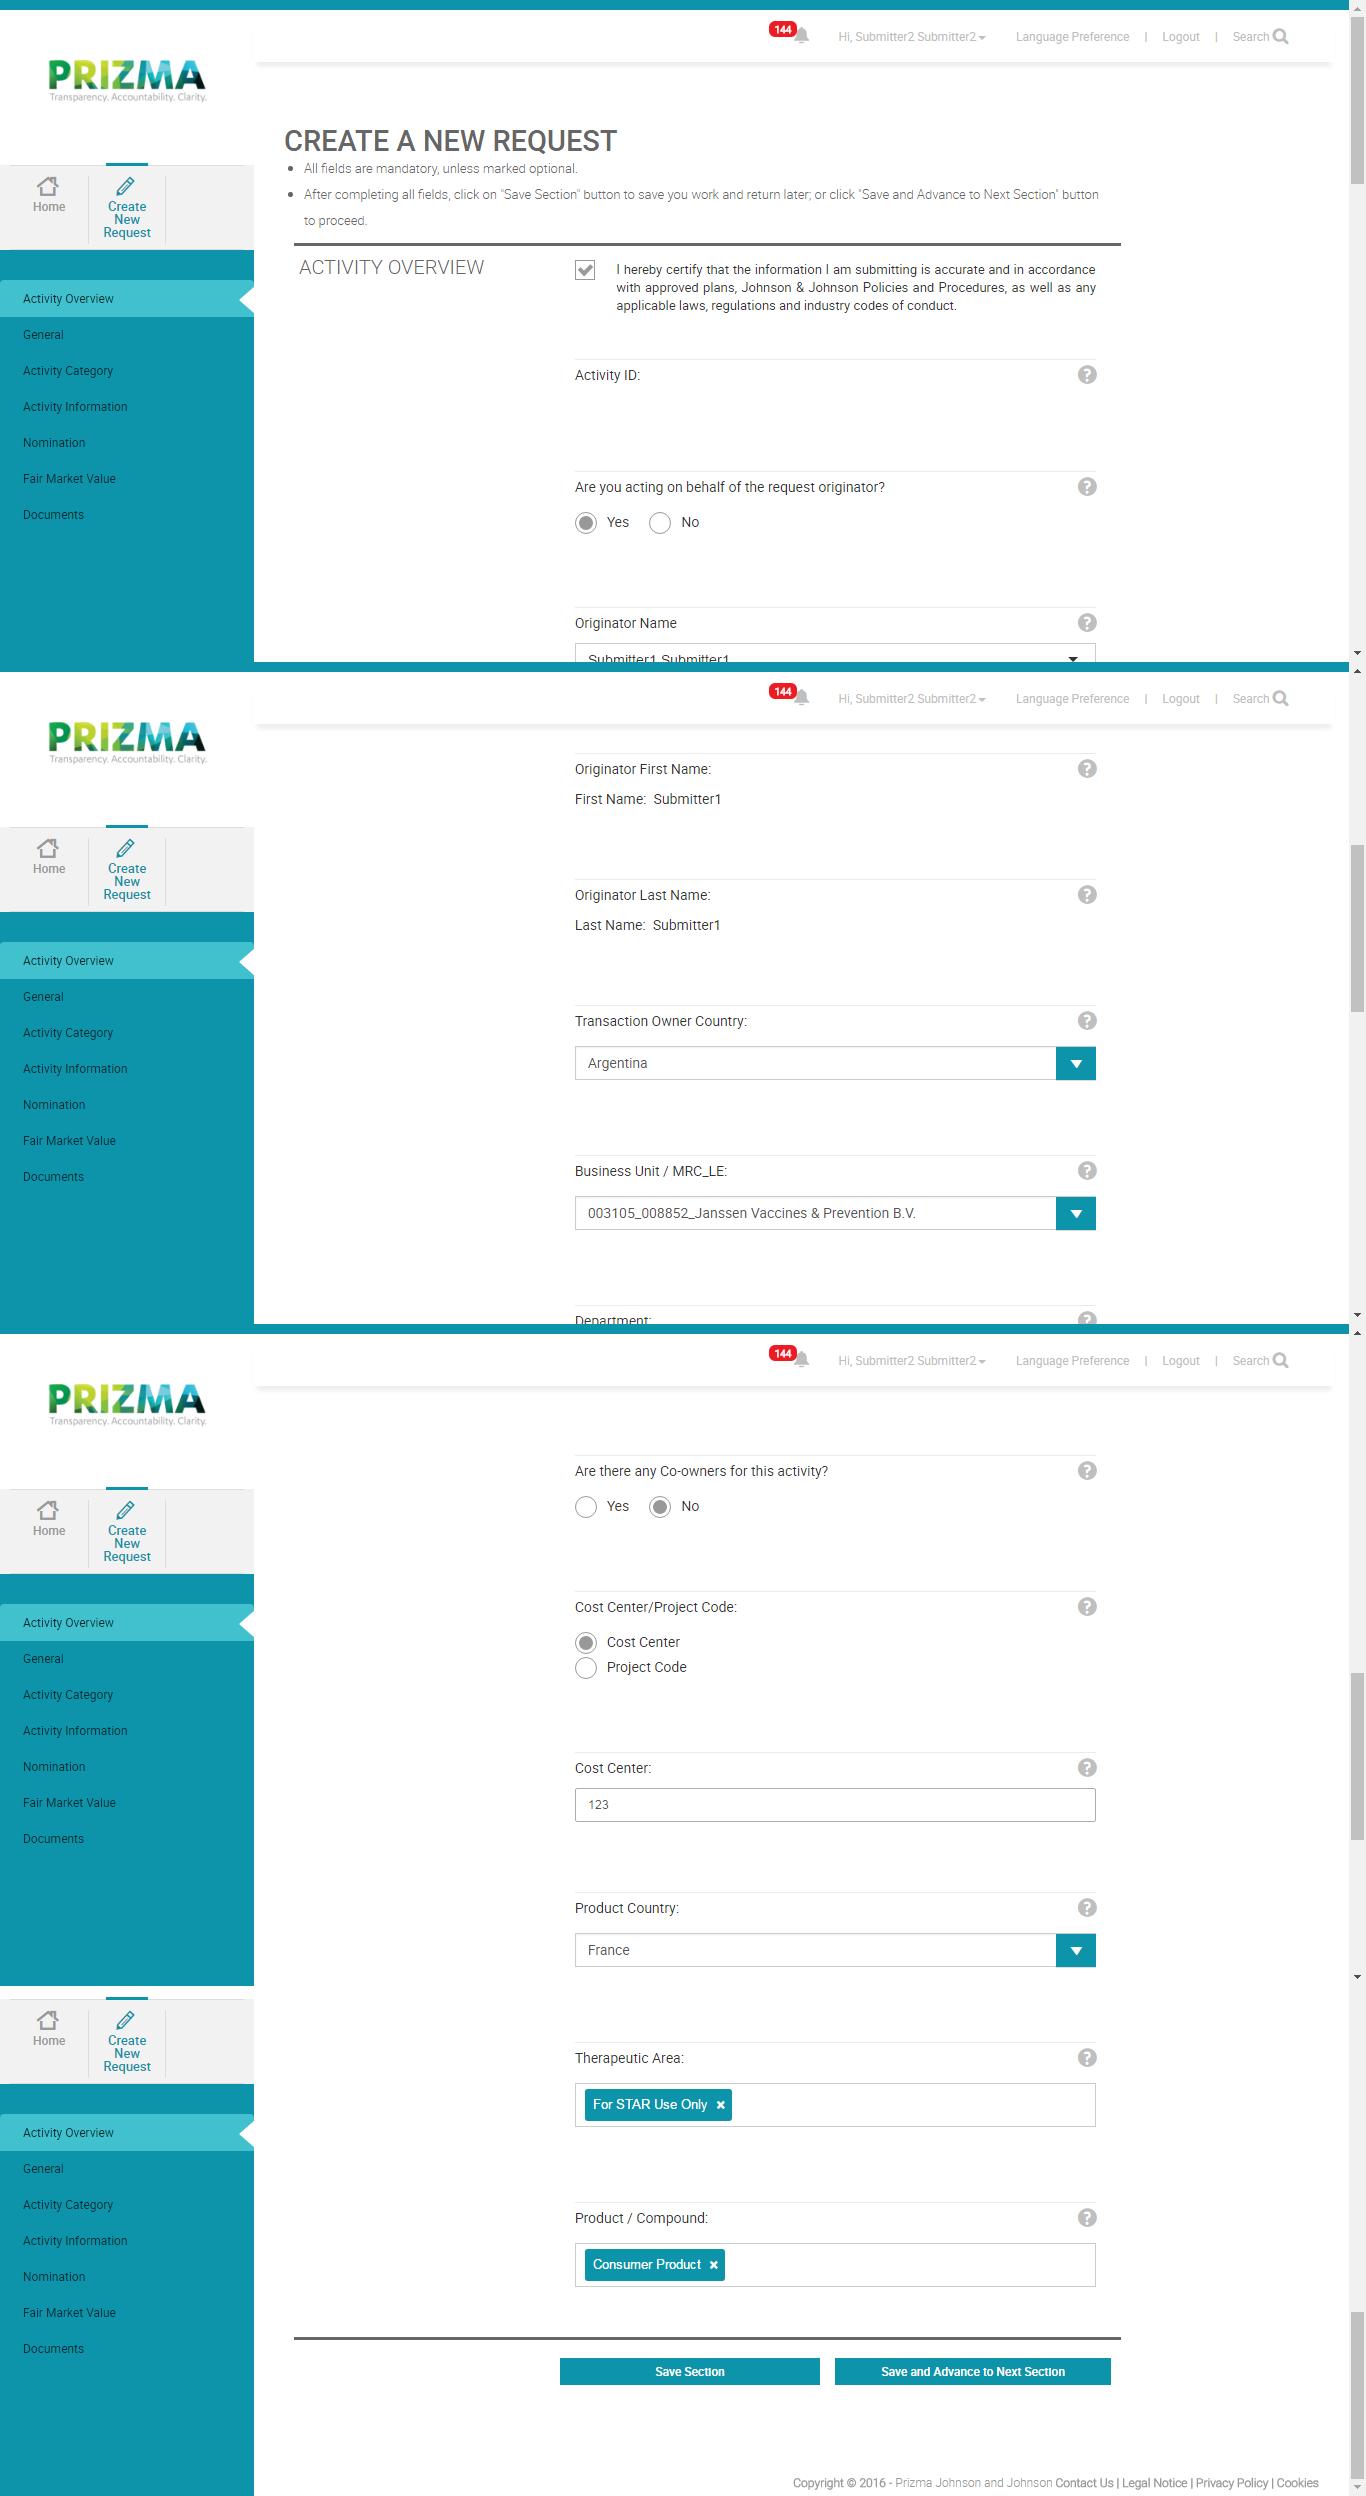 144
Hi, Submitter2 Submitter2
Language Preference | Logout | Search
PRIZMA
Transparency. Accountability. Clarity.
Home
Create
New
Request
Activity Overview
General
Activity Category
Activity Information
Nomination
Fair Market Value
Documents
CREATE A NEW REQUEST
All fields are mandatory, unless marked optional.
After completing all fields, click on "Save Section" button to save you work and return later; or click "Save and Advance to Next Section" button
to proceed.
ACTIVITY OVERVIEW
I hereby certify that the information I am submitting is accurate and in accordance
with approved plans, Johnson & Johnson Policies and Procedures, as well as any
applicable laws, regulations and industry codes of conduct.
Activity ID:
Are you acting on behalf of the request originator?
Yes No
Originator Name
Submitter1 Submitter1
144
Hi, Submitter2 Submitter2
Language Preference | Logout | Search
PRIZMA
Transparency. Accountability. Clarity.
Home
Create
New
Request
Activity Overview
General
Activity Category
Activity Information
Nomination
Fair Market Value
Documents
Originator First Name:
First Name: Submitter1
Originator Last Name:
Last Name: Submitter1
Transaction Owner Country:
Argentina
Business Unit / MRC_LE:
003105_008852_Janssen Vaccines & Prevention B.V.
Department:
144
Hi, Submitter2 Submitter2
Language Preference | Logout | Search
PRIZMA
Transparency. Accountability. Clarity.
Home
Create
New
Request
Activity Overview
General
Activity Category
Activity Information
Nomination
Fair Market Value
Documents
Are there any Co-owners for this activity?
Yes No
Cost Center/Project Code:
Cost Center
Project Code
Cost Center:
123
Product Country:
France
Home
Create
New
Request
Activity Overview
General
Activity Category
Activity Information
Nomination
Fair Market Value
Documents
Therapeutic Area:
For STAR Use Only ×
Product / Compound:
Consumer Product ×
Save Section
Save and Advance to Next Section
Copyright © 2016 - Prizma Johnson and Johnson Contact Us | Legal Notice | Privacy Policy | Cookies